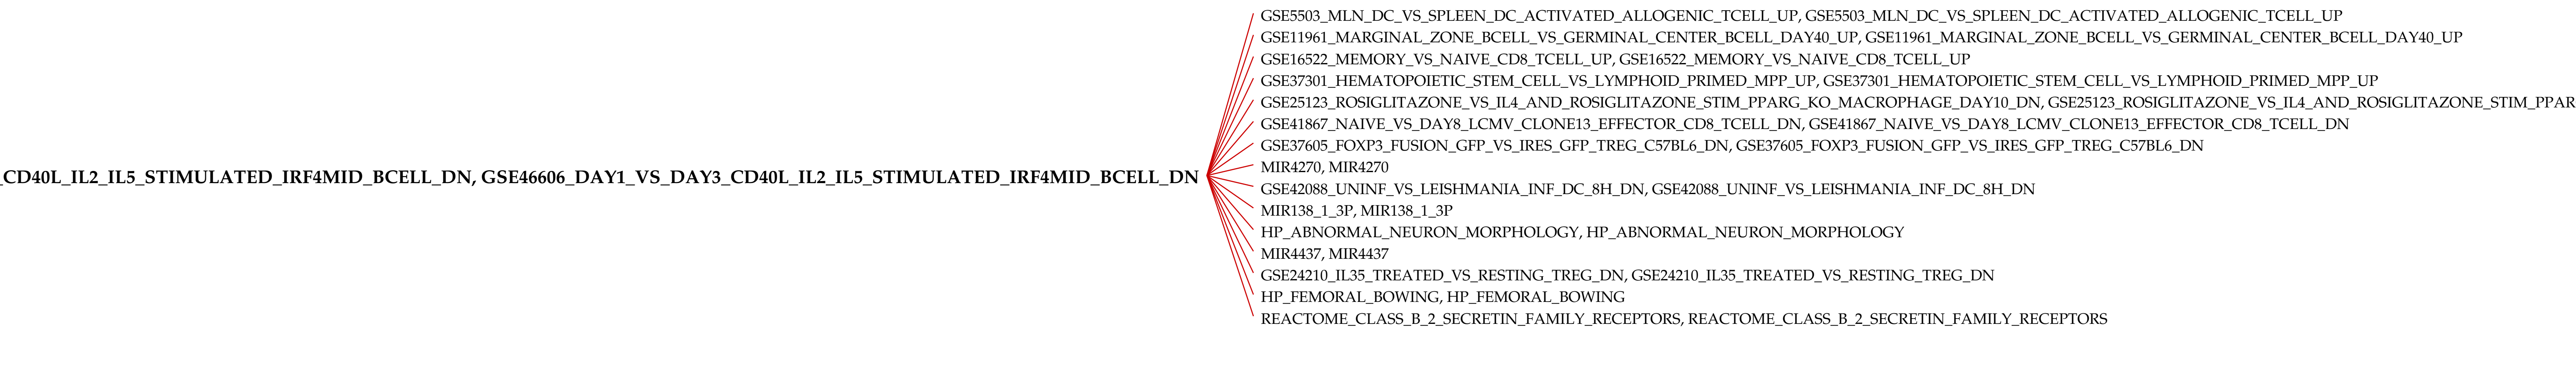 GSE5503_MLN_DC_VS_SPLEEN_DC_ACTIVATED_ALLOGENIC_TCELL_UP, GSE5503_MLN_DC_VS_SPLEEN_DC_ACTIVATED_ALLOGENIC_TCELL_UP
GSE11961_MARGINAL_ZONE_BCELL_VS_GERMINAL_CENTER_BCELL_DAY40_UP, GSE11961_MARGINAL_ZONE_BCELL_VS_GERMINAL_CENTER_BCELL_DAY40_UP
GSE16522_MEMORY_VS_NAIVE_CD8_TCELL_UP, GSE16522_MEMORY_VS_NAIVE_CD8_TCELL_UP
GSE37301_HEMATOPOIETIC_STEM_CELL_VS_LYMPHOID_PRIMED_MPP_UP, GSE37301_HEMATOPOIETIC_STEM_CELL_VS_LYMPHOID_PRIMED_MPP_UP
GSE25123_ROSIGLITAZONE_VS_IL4_AND_ROSIGLITAZONE_STIM_PPARG_KO_MACROPHAGE_DAY10_DN, GSE25123_ROSIGLITAZONE_VS_IL4_AND_ROSIGLITAZONE_STIM_PPAR
GSE41867_NAIVE_VS_DAY8_LCMV_CLONE13_EFFECTOR_CD8_TCELL_DN, GSE41867_NAIVE_VS_DAY8_LCMV_CLONE13_EFFECTOR_CD8_TCELL_DN
GSE37605_FOXP3_FUSION_GFP_VS_IRES_GFP_TREG_C57BL6_DN, GSE37605_FOXP3_FUSION_GFP_VS_IRES_GFP_TREG_C57BL6_DN
MIR4270, MIR4270
_CD40L_IL2_IL5_STIMULATED_IRF4MID_BCELL_DN, GSE46606_DAY1_VS_DAY3_CD40L_IL2_IL5_STIMULATED_IRF4MID_BCELL_DN
GSE42088_UNINF_VS_LEISHMANIA_INF_DC_8H_DN, GSE42088_UNINF_VS_LEISHMANIA_INF_DC_8H_DN
MIR138_1_3P, MIR138_1_3P
HP_ABNORMAL_NEURON_MORPHOLOGY, HP_ABNORMAL_NEURON_MORPHOLOGY
MIR4437, MIR4437
GSE24210_IL35_TREATED_VS_RESTING_TREG_DN, GSE24210_IL35_TREATED_VS_RESTING_TREG_DN
HP_FEMORAL_BOWING, HP_FEMORAL_BOWING
REACTOME_CLASS_B_2_SECRETIN_FAMILY_RECEPTORS, REACTOME_CLASS_B_2_SECRETIN_FAMILY_RECEPTORS